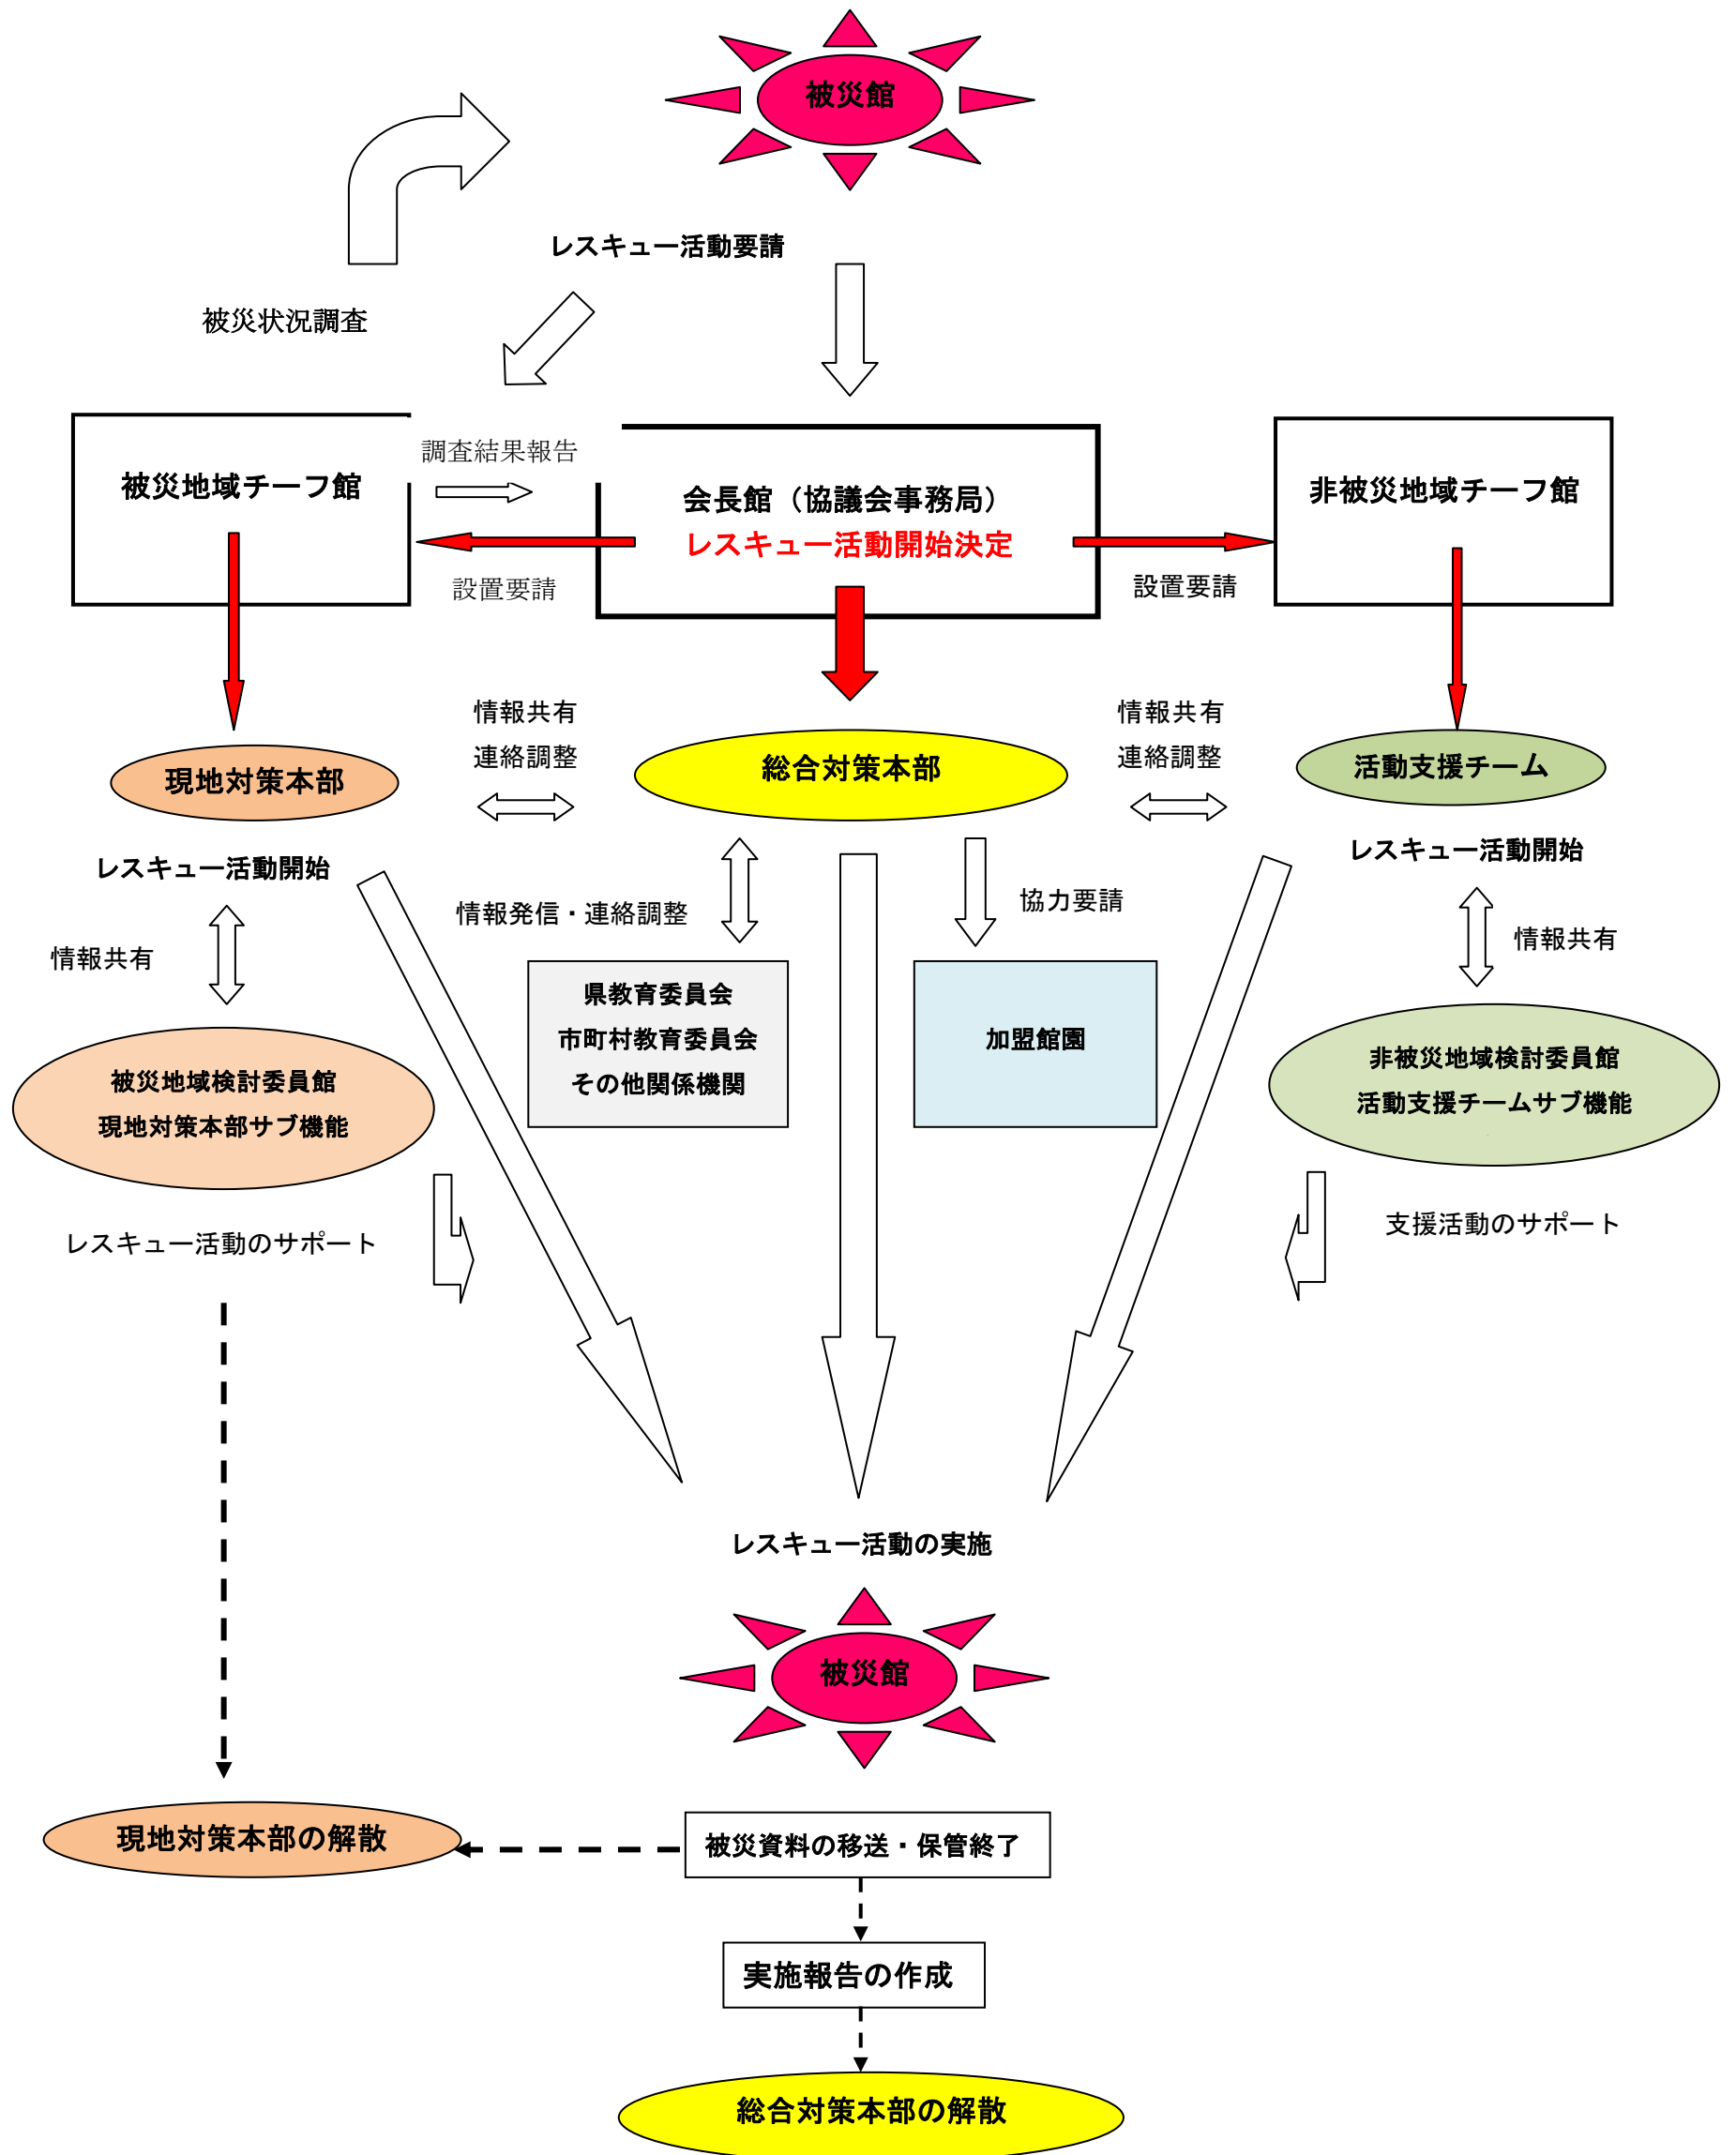 被災館
レスキュー活動要請
被災状況調査
調査結果報告
被災地域チーフ館
会長館（協議会事務局）
レスキュー活動開始決定
非被災地域チーフ館
設置要請
設置要請
情報共有
連絡調整
情報共有
連絡調整
現地対策本部
総合対策本部
活動支援チーム
レスキュー活動開始
レスキュー活動開始
情報発信・連絡調整
協力要請
情報共有
情報共有
県教育委員会
市町村教育委員会
その他関係機関
加盟館園
被災地域検討委員館
現地対策本部サブ機能
非被災地域検討委員館
活動支援チームサブ機能
レスキュー活動のサポート
支援活動のサポート
レスキュー活動の実施
被災館
現地対策本部の解散
被災資料の移送・保管終了
実施報告の作成
総合対策本部の解散